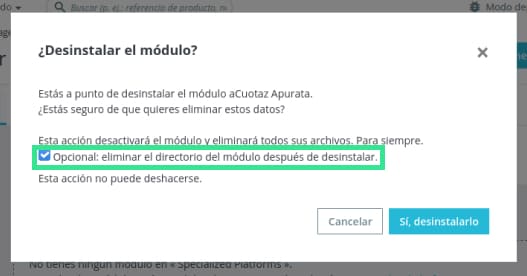 do
Buscar (p. ej.: referencia de producto, n
Modo de
¿Desinstalar el módulo?
Estás a punto de desinstalar el módulo aCuotaz Apurata.
¿Estás seguro de que quieres eliminar estos datos?
Esta acción desactivará el módulo y eliminará todos sus archivos. Para siempre.
Opcional: eliminar el directorio del módulo después de desinstalar.
Esta acción no puede deshacerse.
Cancelar
Sí, desinstalarlo
No tienes ningún módulo en « Specialized Platforms ».